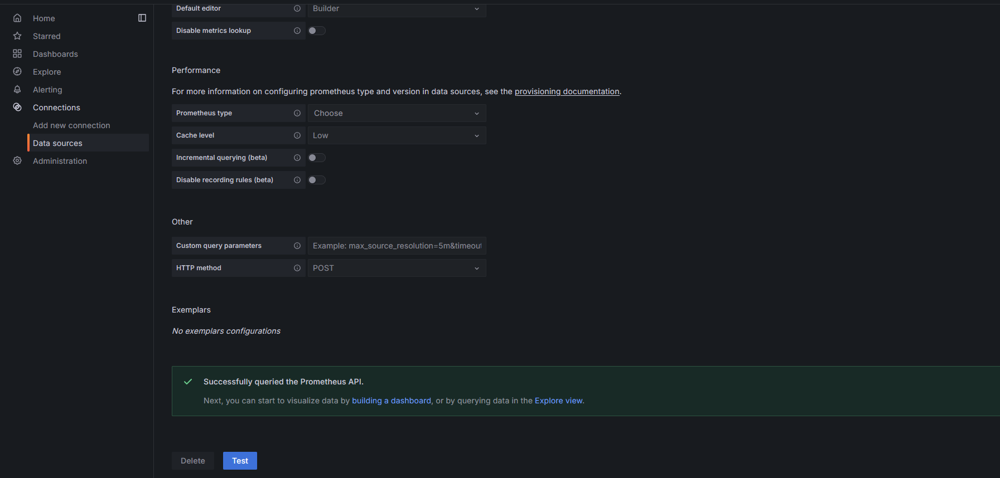 Home
Starred
Dashboards
Explore
Alerting
Connections
Add new connection
Data sources
Administration
Default editor Builder
Disable metrics lookup
Performance
For more information on configuring prometheus type and version in data sources, see the provisioning documentation.
Prometheus type Choose
Cache level Low
Incremental querying (beta)
Disable recording rules (beta)
Other
Custom query parameters Example: max_source_resolution=5m&timeout
HTTP method POST
Exemplars
No exemplars configurations
Successfully queried the Prometheus API.
Next, you can start to visualize data by building a dashboard, or by querying data in the Explore view.
Delete Test